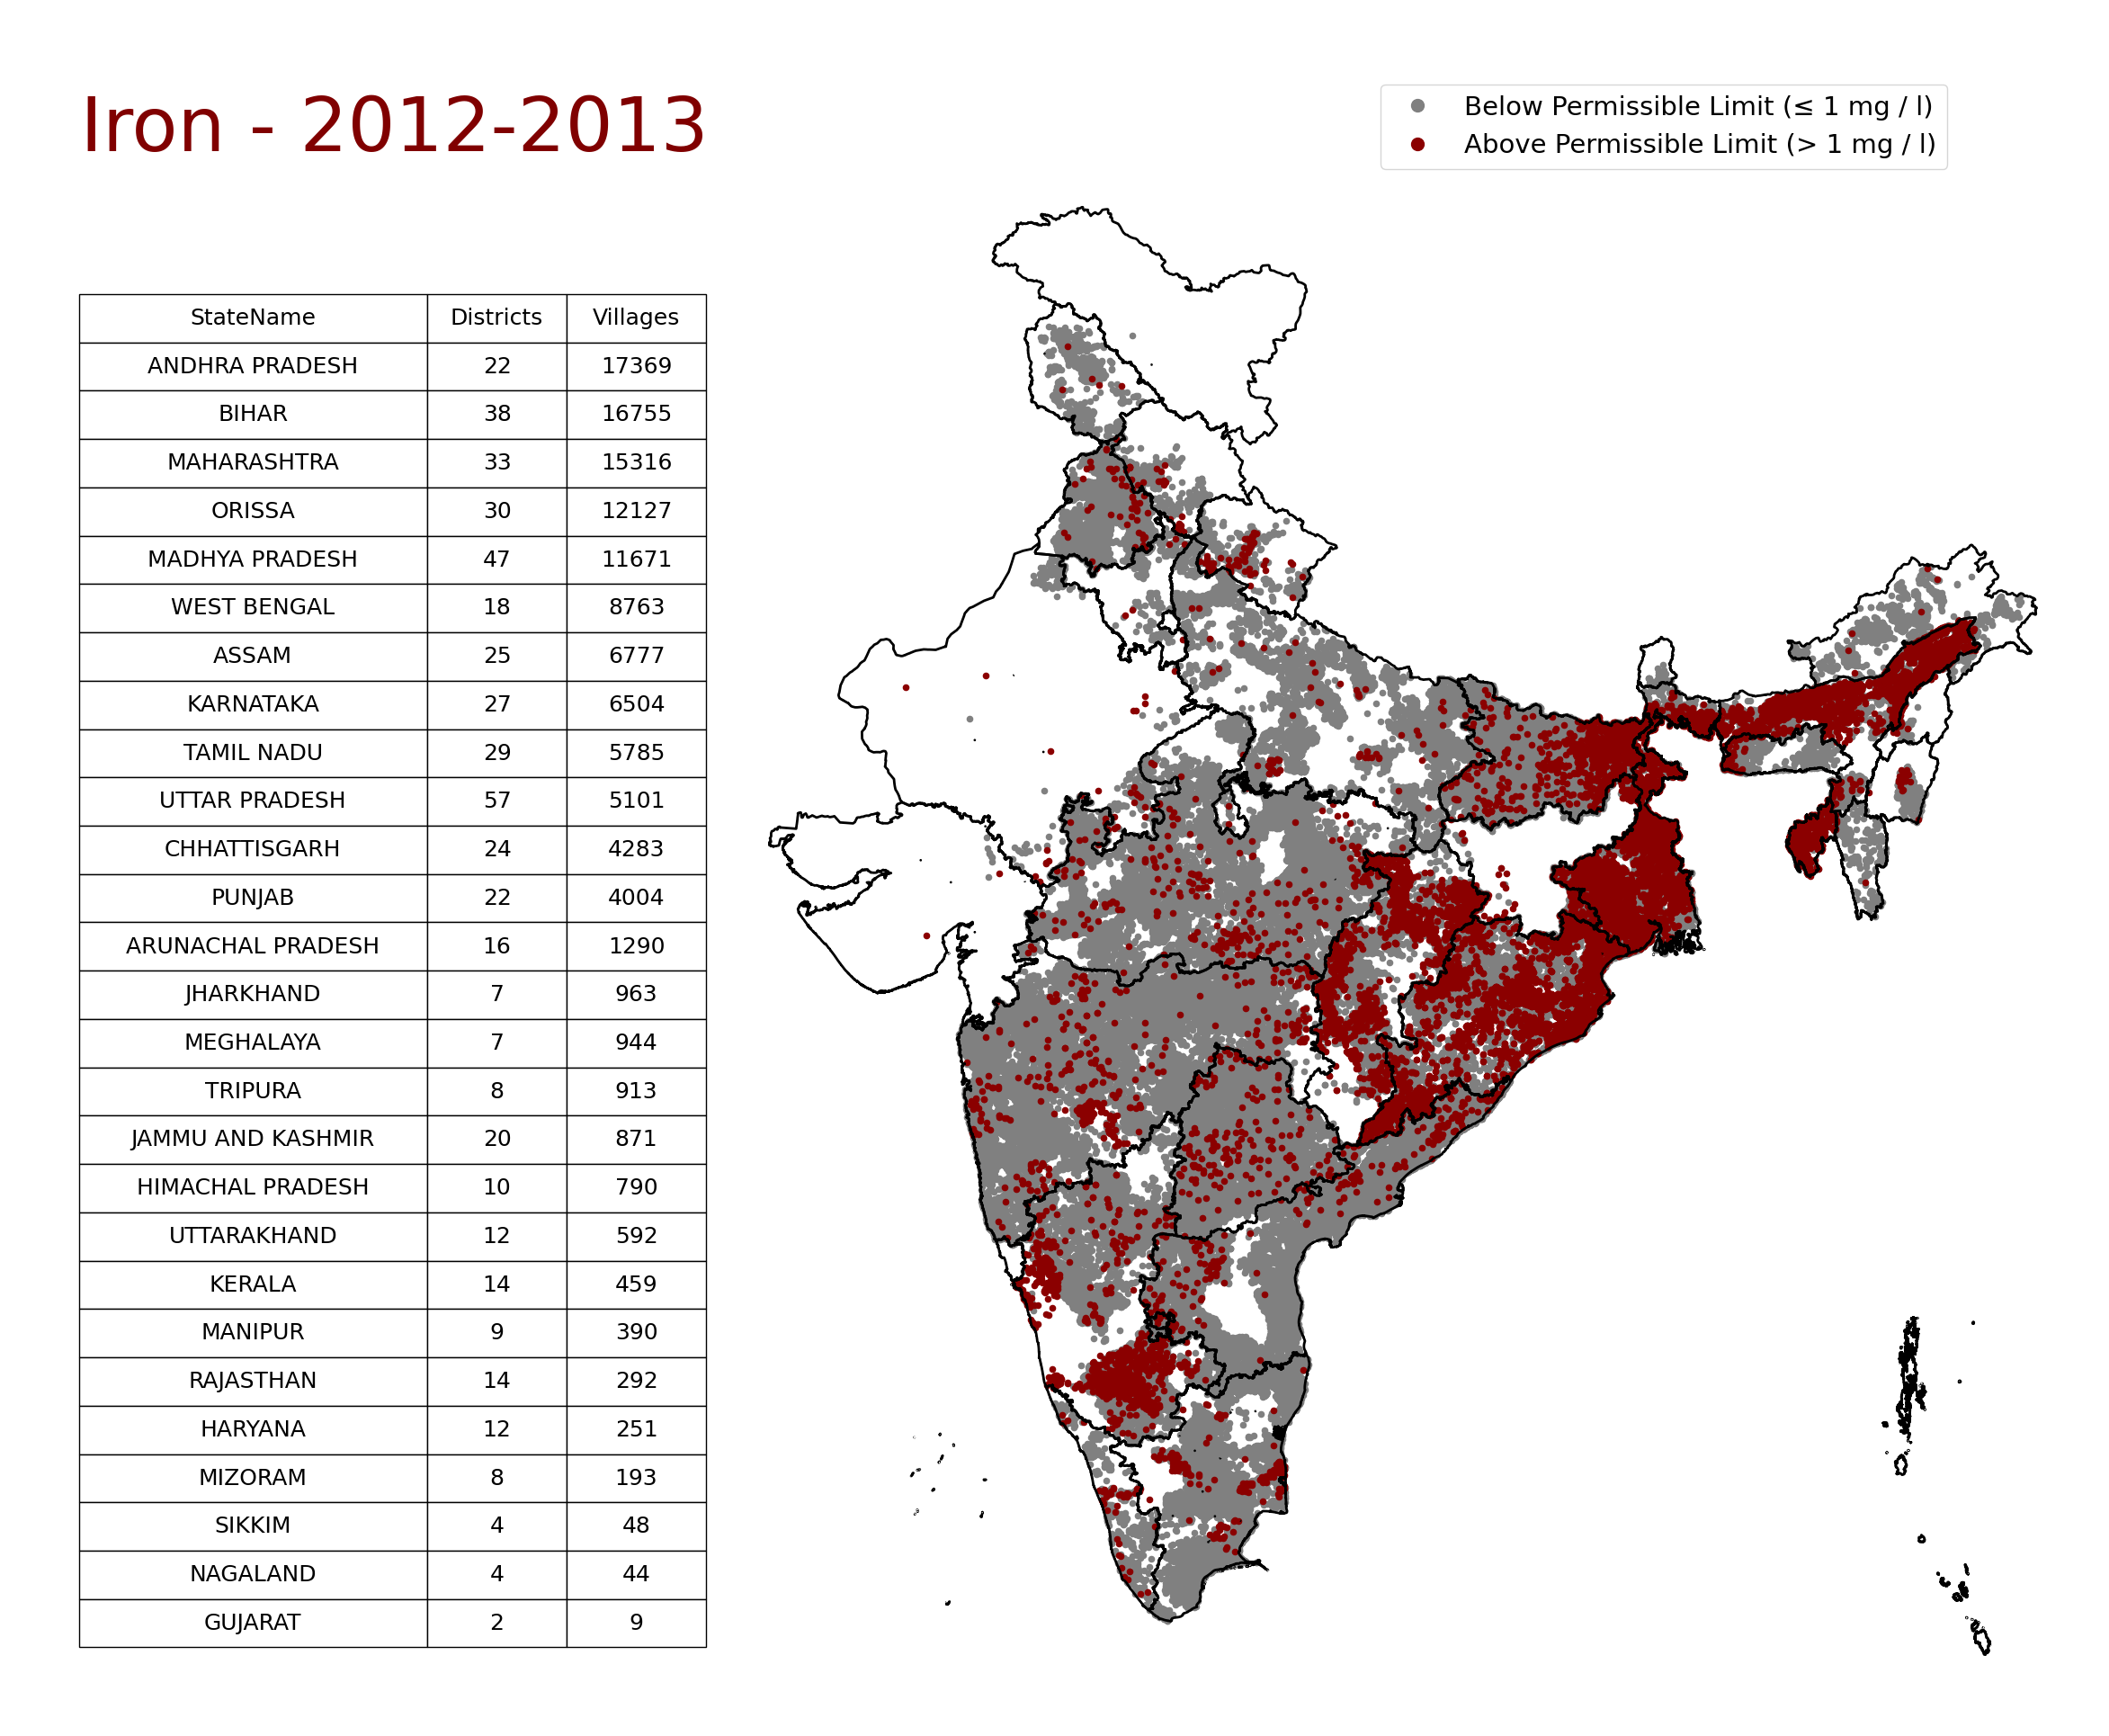 Iron - 2012-2013
Below Permissible Limit (≤ 1 mg / l)
Above Permissible Limit (> 1 mg / l)
StateName Districts Villages
ANDHRA PRADESH 22 17369
BIHAR 38 16755
MAHARASHTRA 33 15316
ORISSA 30 12127
MADHYA PRADESH 47 11671
WEST BENGAL 18 8763
ASSAM 25 6777
KARNATAKA 27 6504
TAMIL NADU 29 5785
UTTAR PRADESH 57 5101
CHHATTISGARH 24 4283
PUNJAB 22 4004
ARUNACHAL PRADESH 16 1290
JHARKHAND 7 963
MEGHALAYA 7 944
TRIPURA 8 913
JAMMU AND KASHMIR 20 871
HIMACHAL PRADESH 10 790
UTTARAKHAND 12 592
KERALA 14 459
MANIPUR 9 390
RAJASTHAN 14 292
HARYANA 12 251
MIZORAM 8 193
SIKKIM 4 48
NAGALAND 4 44
GUJARAT 2 9